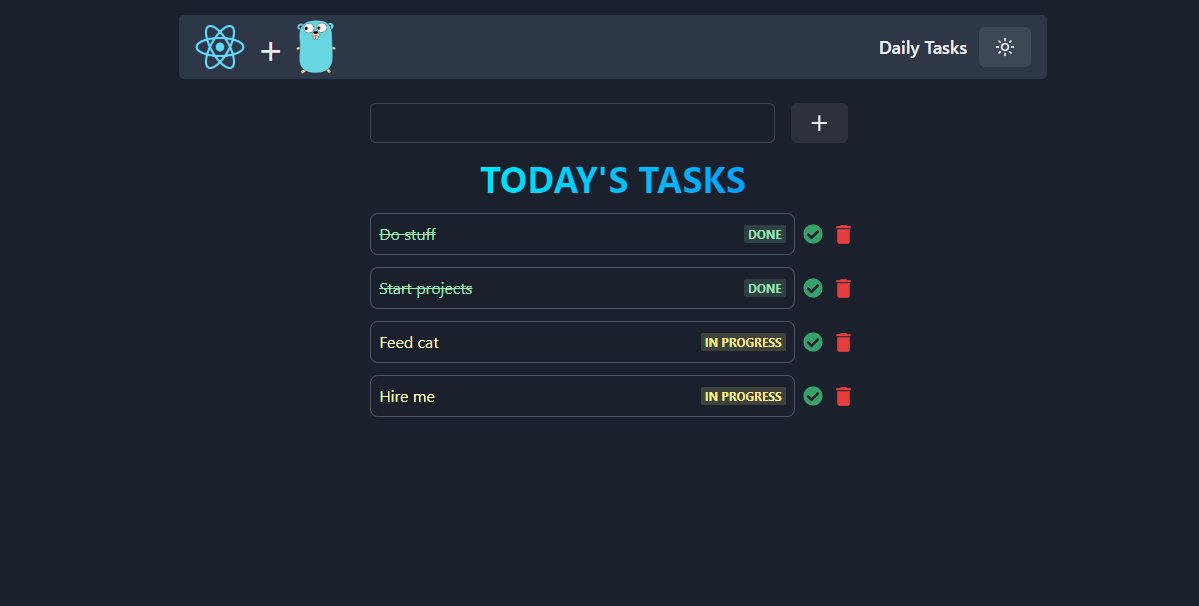 Daily Tasks
TODAY'S TASKS
Do stuff DONE
Start projects DONE
Feed cat IN PROGRESS
Hire me IN PROGRESS